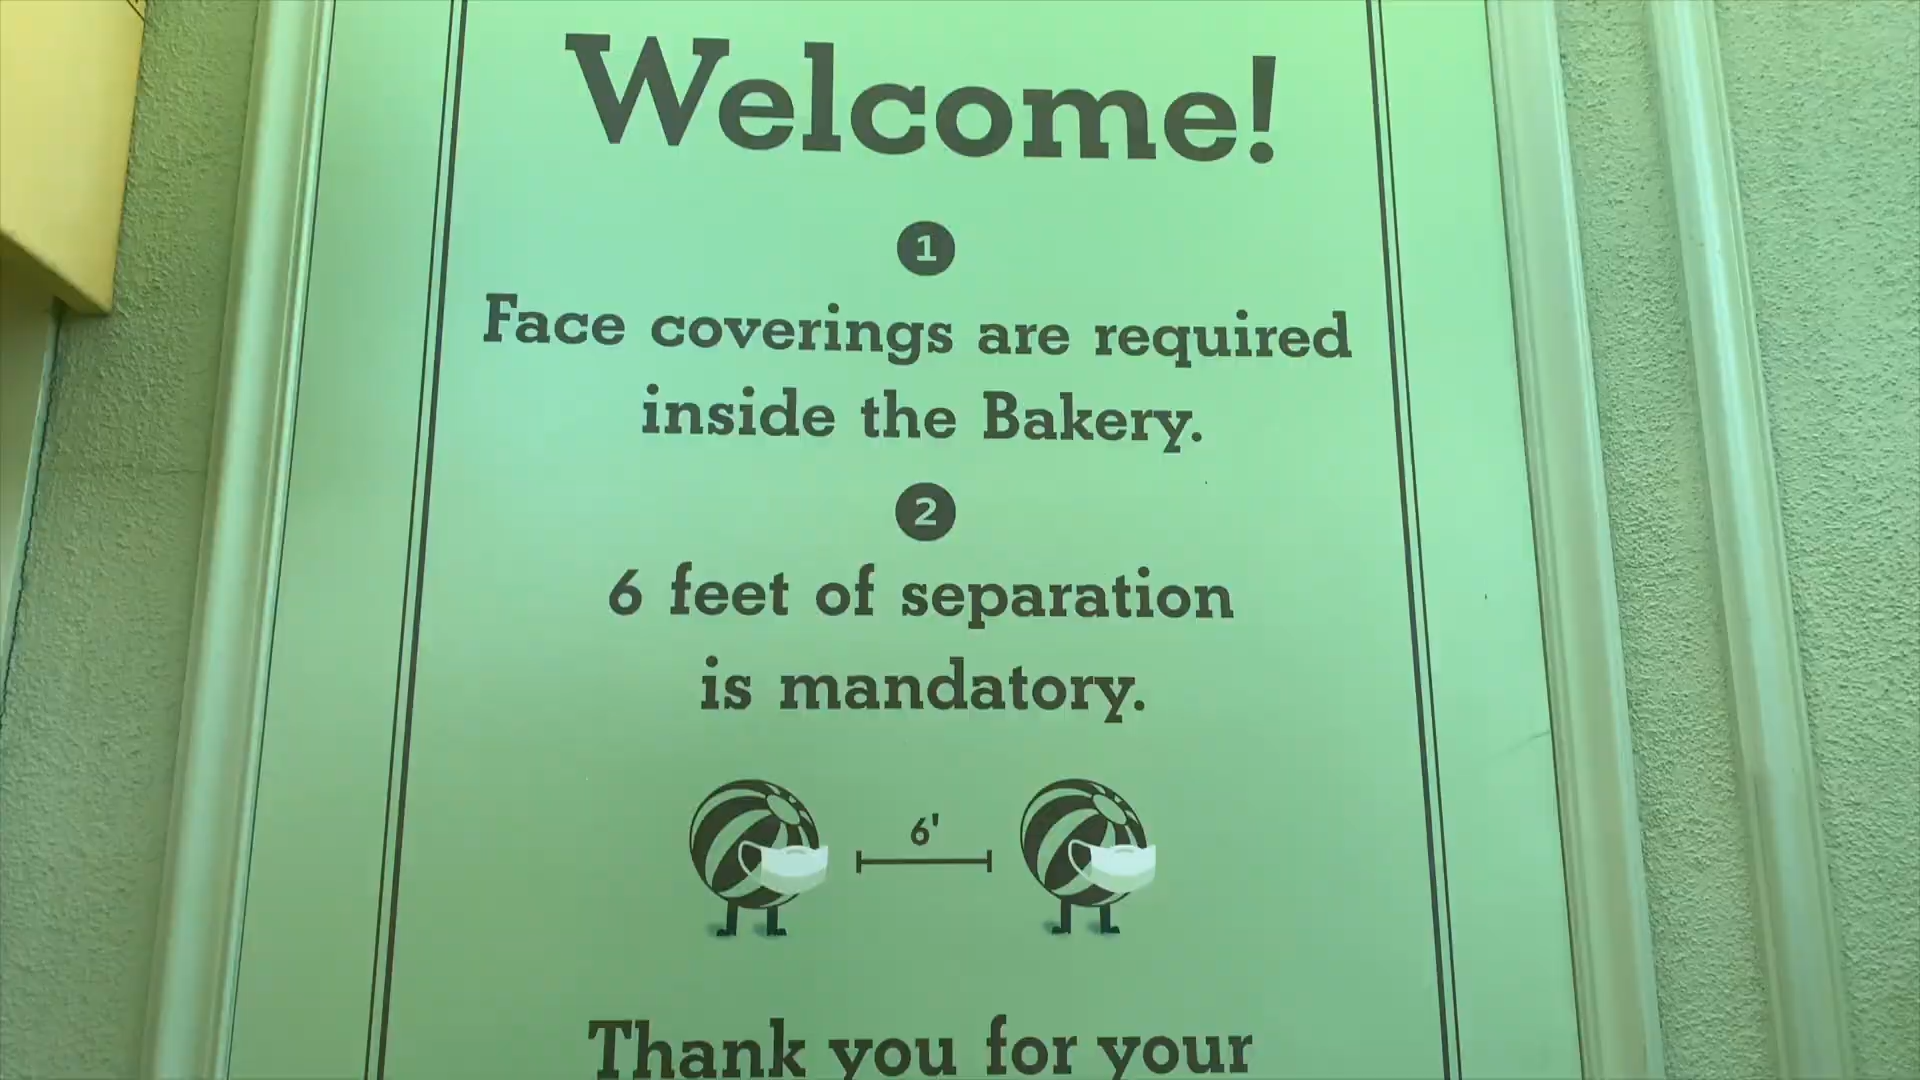 Welcome!
1
Face coverings are required
inside the Bakery.
2
6 feet of separation
is mandatory.
6'
Thank you for your